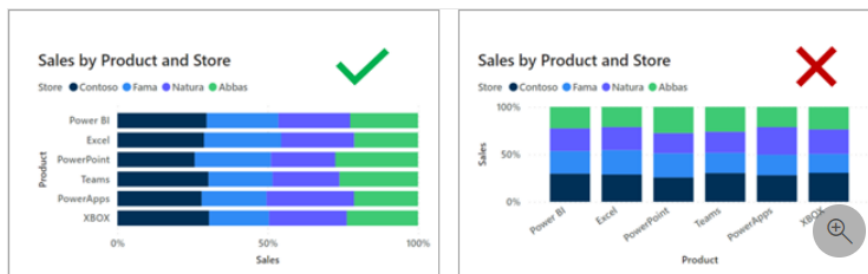 Sales by Product and Store
Store Contoso Fama Natura Abbas
Product
Power BI
Excel
PowerPoint
Teams
PowerApps
XBOX
0% 50% 100%
Sales
Sales by Product and Store
Store Contoso Fama Natura Abbas
Sales
100%
50%
0%
Power BI Excel PowerPoint Teams PowerApps XBOX
Product